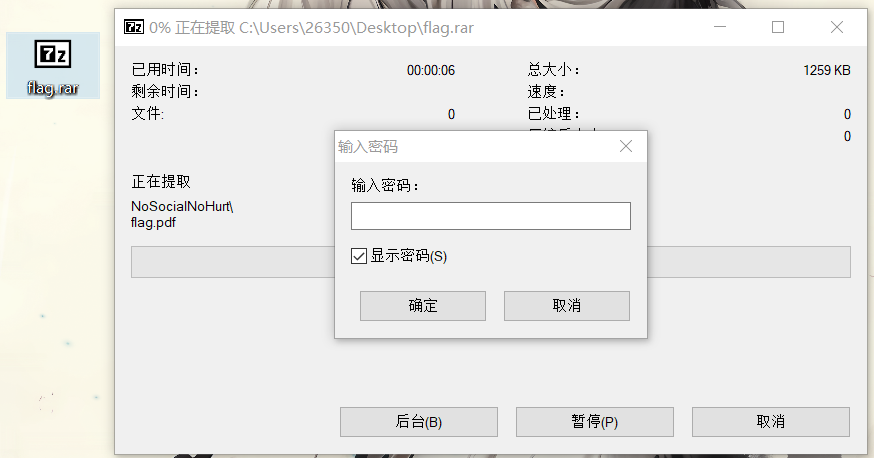 0% 正在提取 C:\Users\26350\Desktop\flag.rar
flag.rar
已用时间：
00:00:06
总大小：
1259 KB
剩余时间：
速度：
文件:
0
已处理：
0
0
输入密码
正在提取
输入密码：
NoSocialNoHurt\
flag.pdf
显示密码(S)
确定
取消
后台(B)
暂停(P)
取消